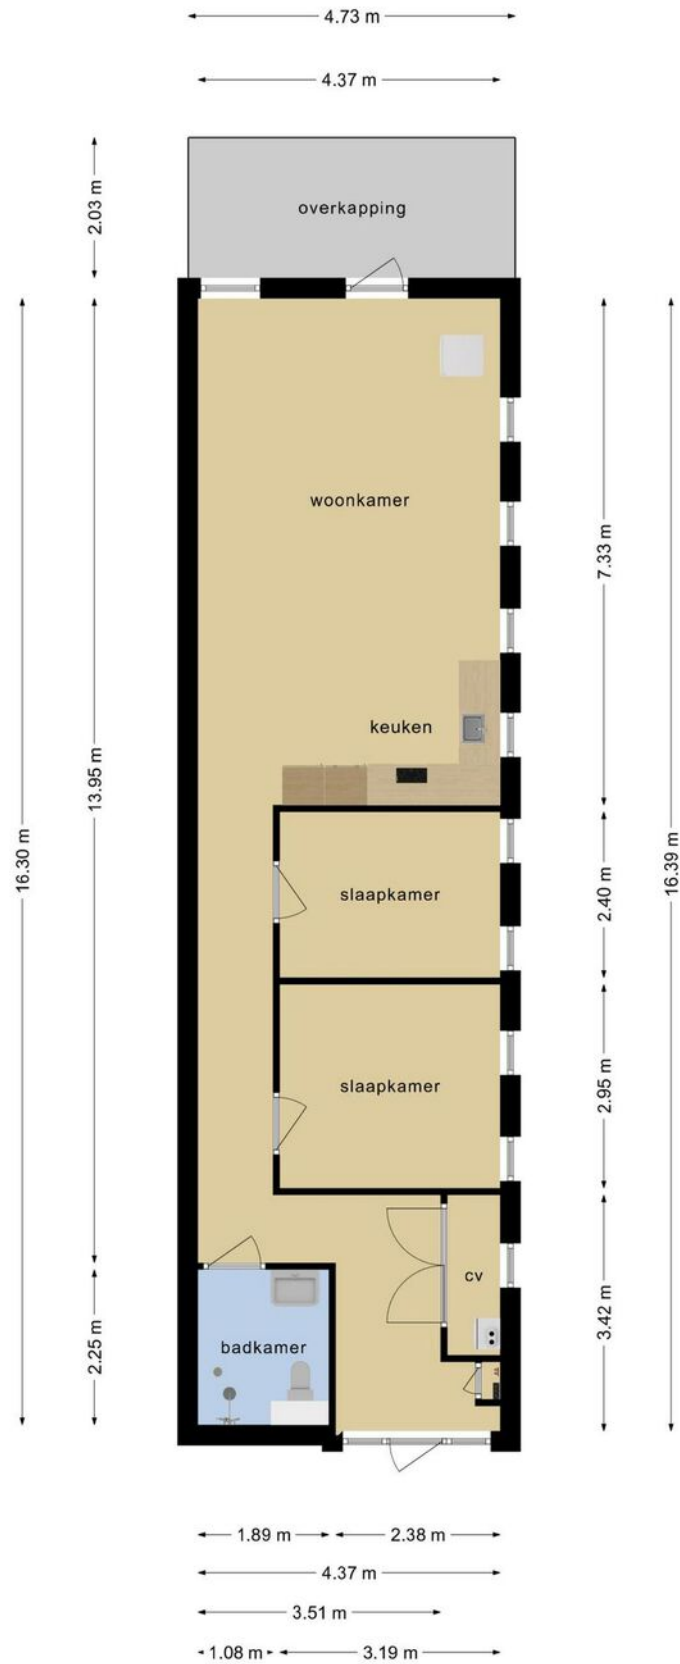 4.73 m
4.37 m
overkapping
2.03 m
woonkamer
7.33 m
keuken
13.95 m
16.30 m
16.39 m
slaapkamer
2.40 m
slaapkamer
2.95 m
cv
3.42 m
badkamer
2.25 m
1.89 m
2.38 m
4.37 m
3.51 m
1.08 m
3.19 m